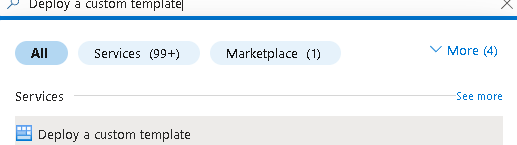 Deploy a custom template
All Services (99+) Marketplace (1) More (4)
Services See more
Deploy a custom template